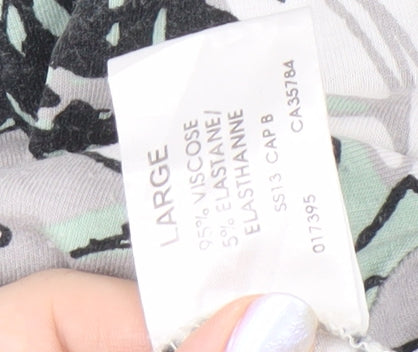 LARGE
95% VISCOSE
5% ELASTANE/
ELASTHANNE
SS13 CAP B
017395 CA35784